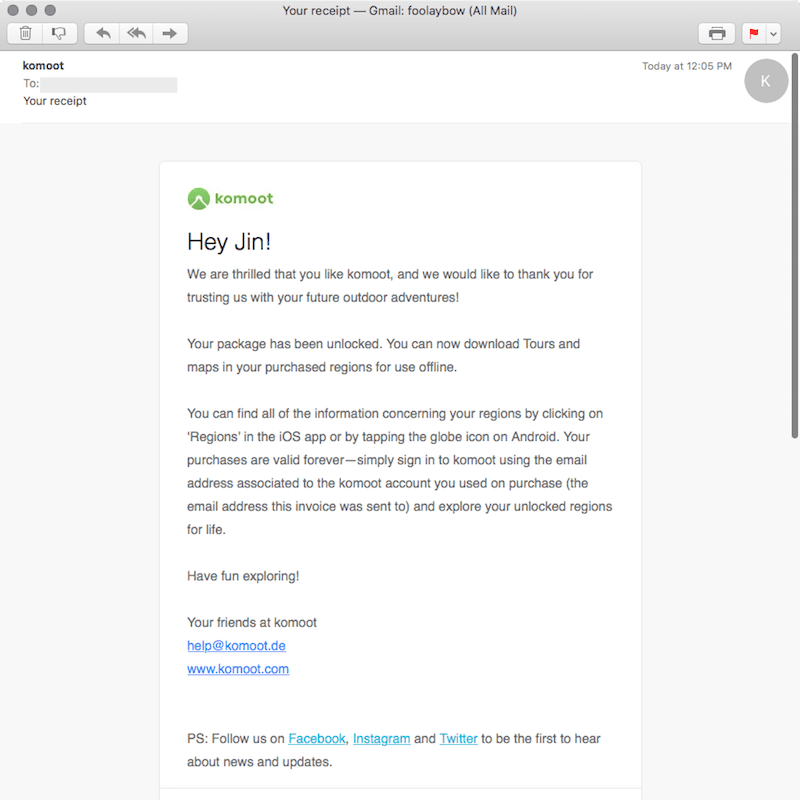 Your receipt — Gmail: foolaybow (All Mail)
komoot
Today at 12:05 PM
To:
K
Your receipt
komoot
Hey Jin!
We are thrilled that you like komoot, and we would like to thank you for
trusting us with your future outdoor adventures!
Your package has been unlocked. You can now download Tours and
maps in your purchased regions for use offline.
You can find all of the information concerning your regions by clicking on
'Regions' in the iOS app or by tapping the globe icon on Android. Your
purchases are valid forever—simply sign in to komoot using the email
address associated to the komoot account you used on purchase (the
email address this invoice was sent to) and explore your unlocked regions
for life.
Have fun exploring!
Your friends at komoot
help@komoot.de
www.komoot.com
PS: Follow us on Facebook, Instagram and Twitter to be the first to hear
about news and updates.